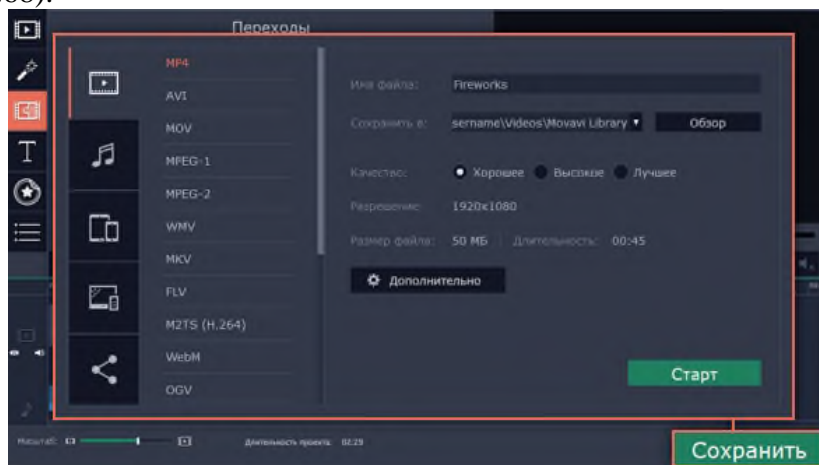 Переходы
MP4
AVI
MOV
MPEG-1
MPEG-2
WMV
MKV
FLV
M2TS (H.264)
WebM
OGV
Имя файла: Fireworks
Сохранить в: sername\Videos\Movavi Library Обзор
Качество: Хорошее Высокое Лучшее
Разрешение: 1920x1080
Размер файла: 50 МБ Длительность: 00:45
Дополнительно
Старт
Масштаб: Длительность проекта: 02:29
Сохранить